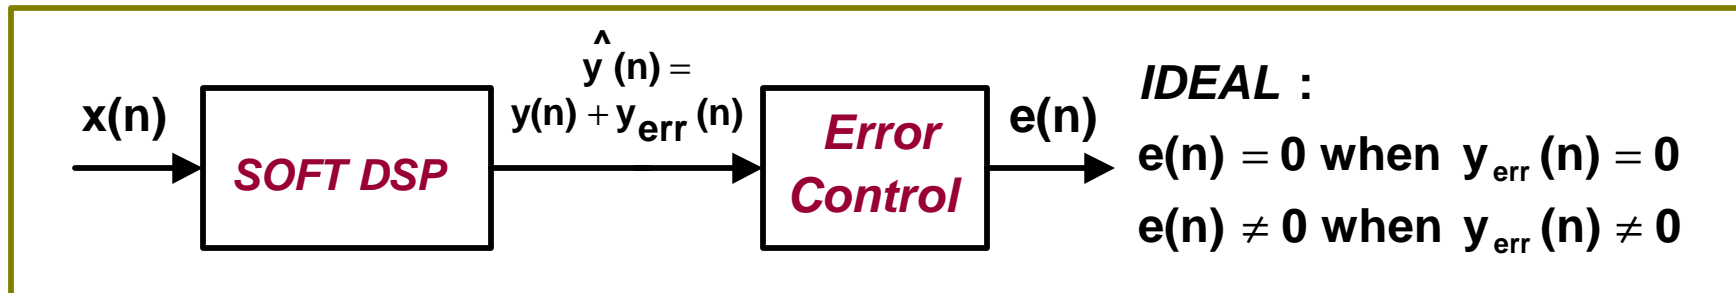 x(n)
SOFT DSP
ŷ (n) =
y(n) + y_err (n)
Error
Control
e(n)
IDEAL :
e(n) = 0 when y_err (n) = 0
e(n) ≠ 0 when y_err (n) ≠ 0